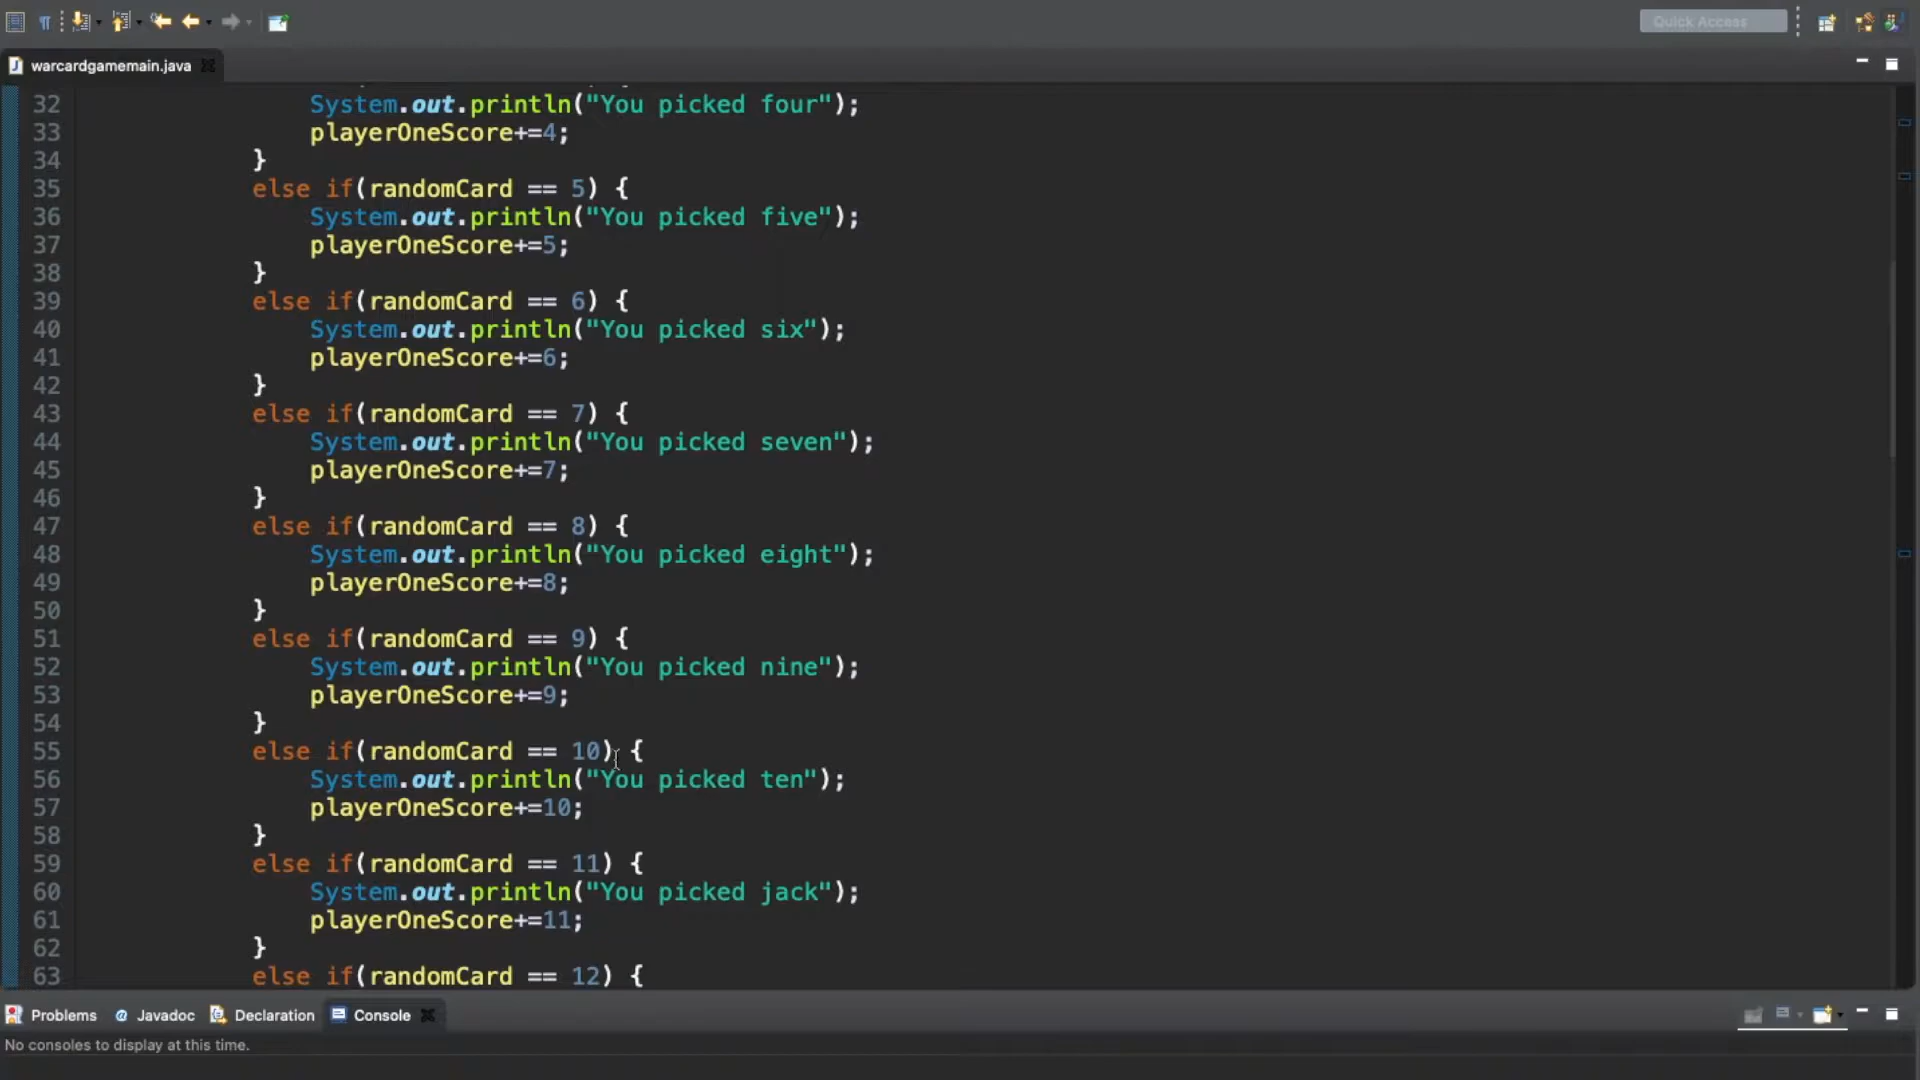 Quick Access
warcardgamemain.java
32 System.out.println("You picked four");
33 playerOneScore+=4;
34 }
35 else if(randomCard == 5) {
36 System.out.println("You picked five");
37 playerOneScore+=5;
38 }
39 else if(randomCard == 6) {
40 System.out.println("You picked six");
41 playerOneScore+=6;
42 }
43 else if(randomCard == 7) {
44 System.out.println("You picked seven");
45 playerOneScore+=7;
46 }
47 else if(randomCard == 8) {
48 System.out.println("You picked eight");
49 playerOneScore+=8;
50 }
51 else if(randomCard == 9) {
52 System.out.println("You picked nine");
53 playerOneScore+=9;
54 }
55 else if(randomCard == 10) {
56 System.out.println("You picked ten");
57 playerOneScore+=10;
58 }
59 else if(randomCard == 11) {
60 System.out.println("You picked jack");
61 playerOneScore+=11;
62 }
63 else if(randomCard == 12) {
Problems @ Javadoc Declaration Console
No consoles to display at this time.